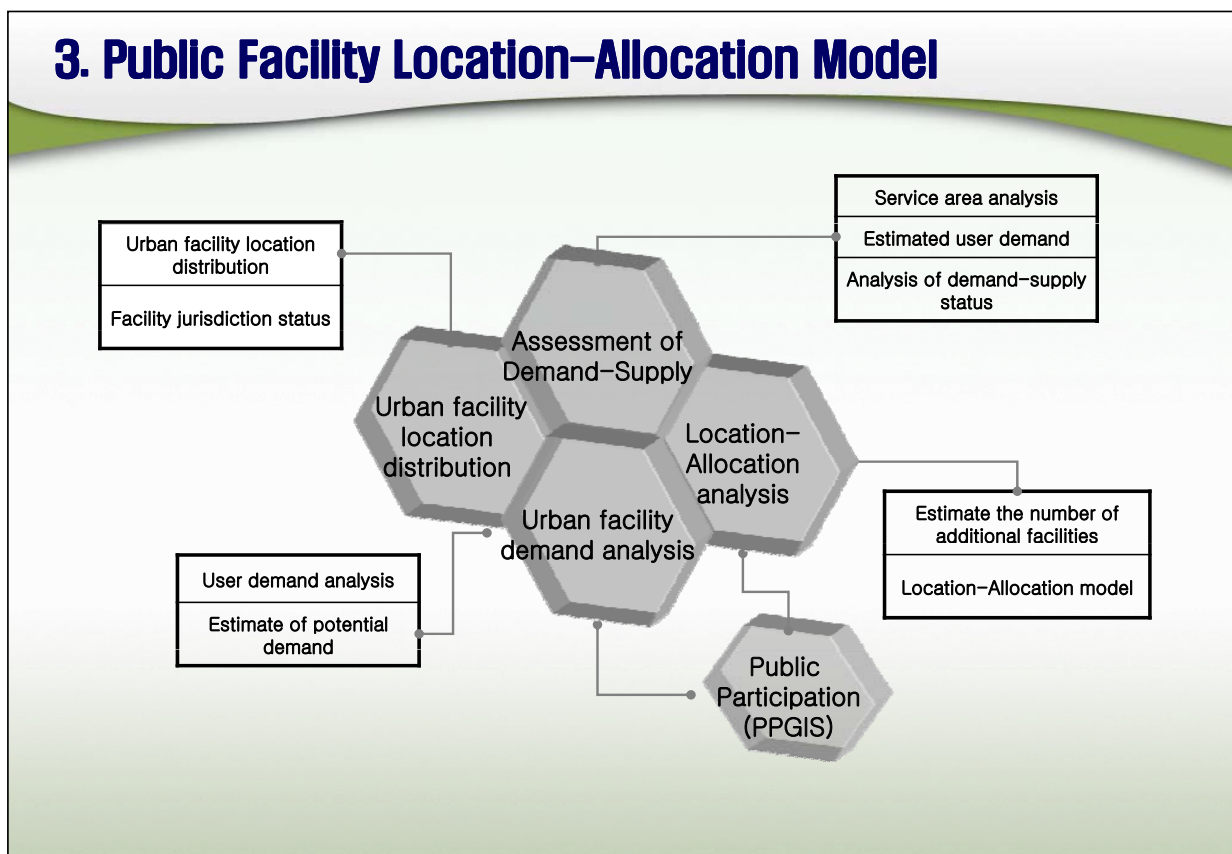 3. Public Facility Location-Allocation Model
Urban facility location
distribution
Facility jurisdiction status
Service area analysis
Estimated user demand
Analysis of demand-supply
status
Assessment of
Demand-Supply
Urban facility
location
distribution
Location-
Allocation
analysis
Urban facility
demand analysis
Estimate the number of
additional facilities
Location-Allocation model
User demand analysis
Estimate of potential
demand
Public
Participation
(PPGIS)